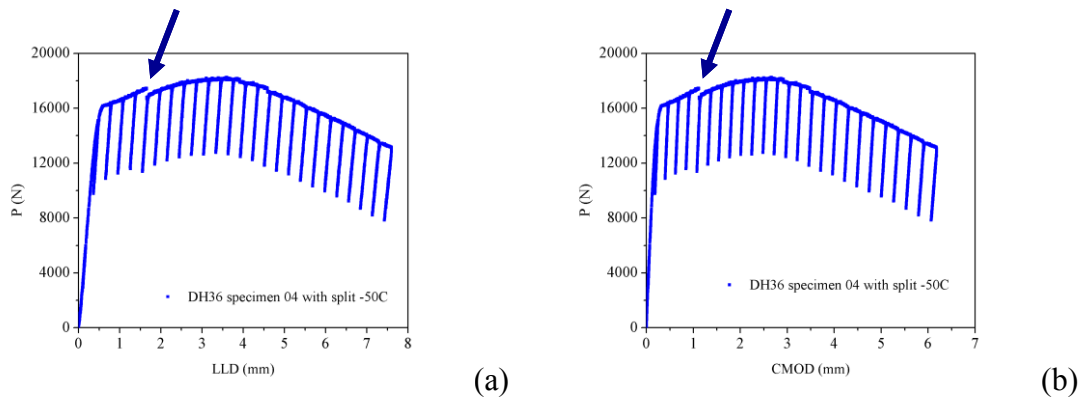 20000
16000
12000
8000
4000
0
P (N)
0 1 2 3 4 5 6 7 8
LLD (mm)
DH36 specimen 04 with split -50C
(a)
20000
16000
12000
8000
4000
0
P (N)
0 1 2 3 4 5 6 7
CMOD (mm)
DH36 specimen 04 with split -50C
(b)